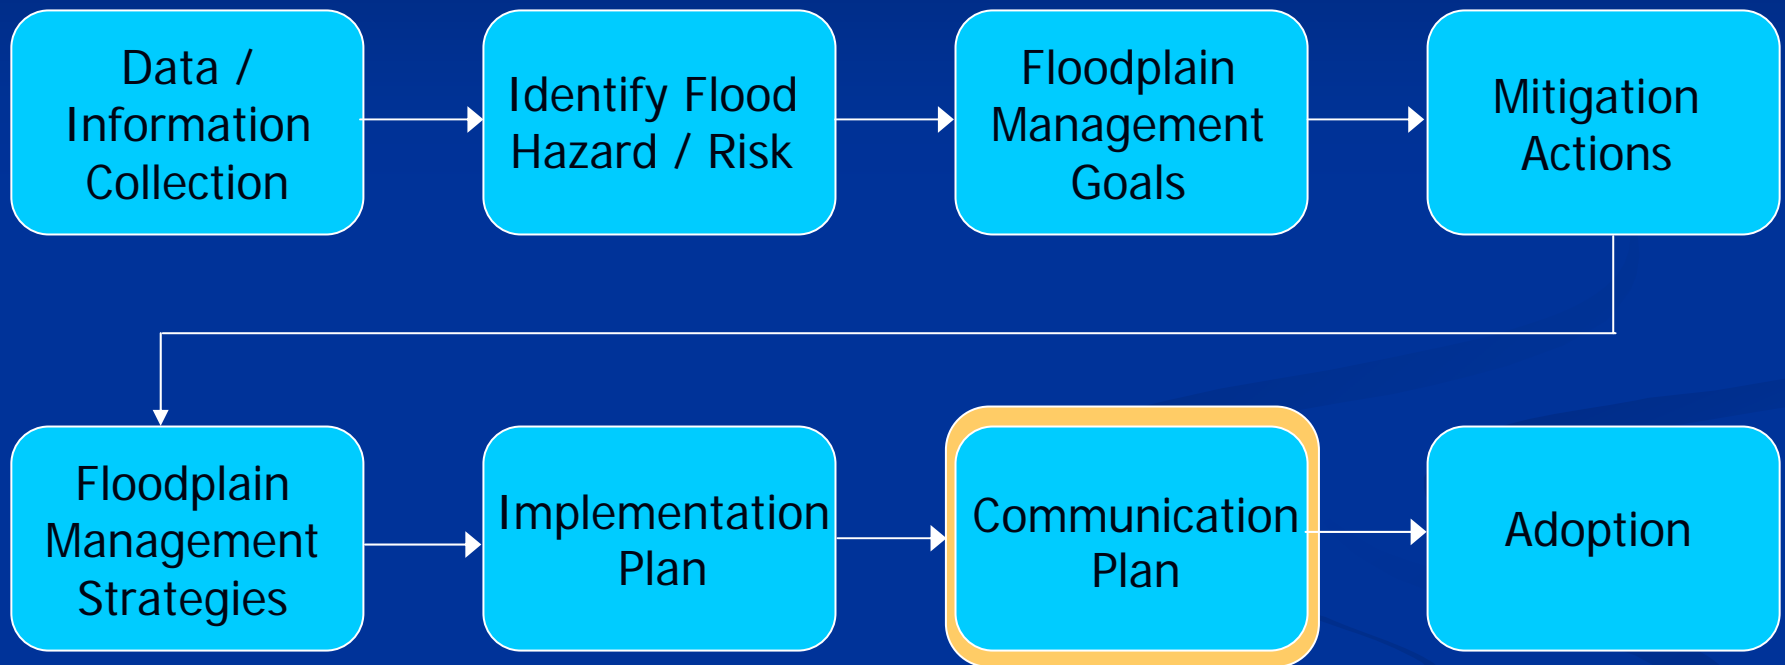 Data /
Information
Collection
Identify Flood
Hazard / Risk
Floodplain
Management
Goals
Mitigation
Actions
Floodplain
Management
Strategies
Implementation
Plan
Communication
Plan
Adoption